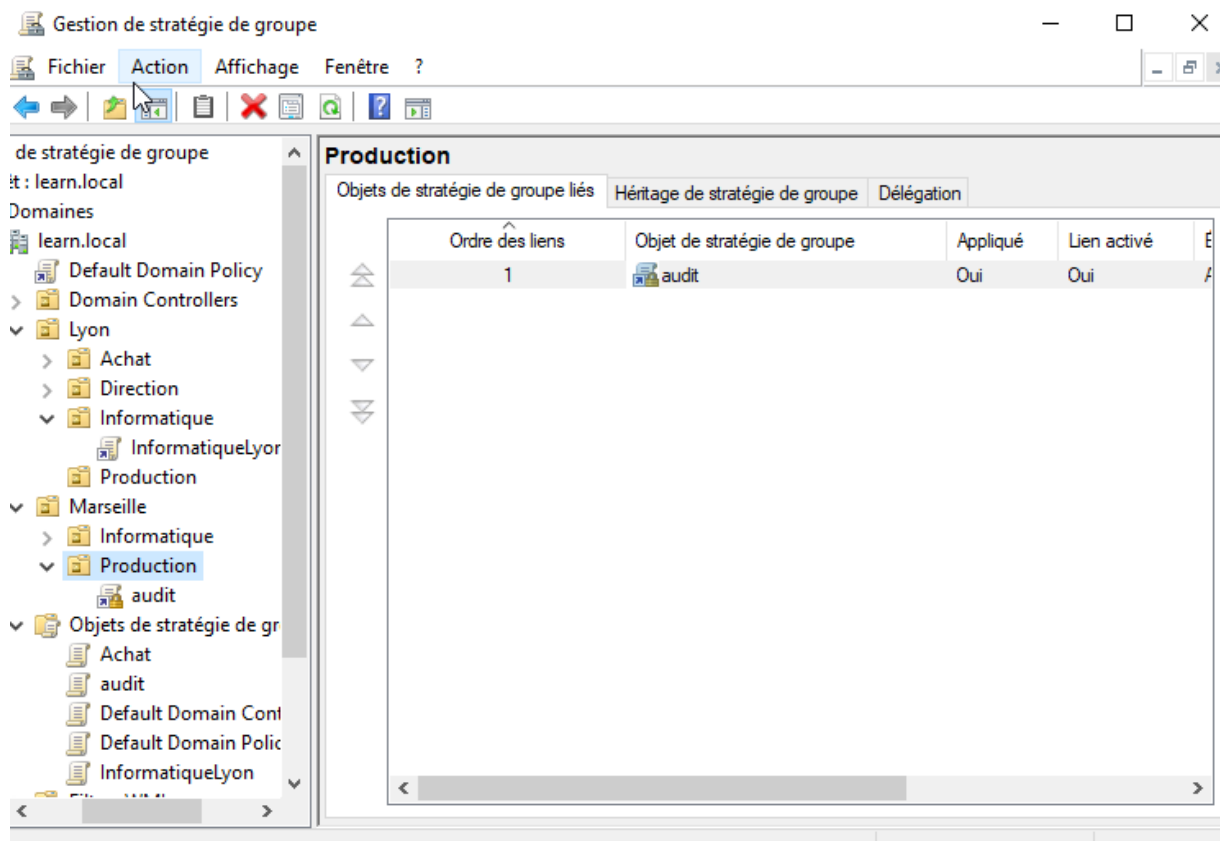 Gestion de stratégie de groupe
Fichier Action Affichage Fenêtre ?
de stratégie de groupe
: learn.local
Domaines
learn.local
Default Domain Policy
Domain Controllers
Lyon
Achat
Direction
Informatique
InformatiqueLyor
Production
Marseille
Informatique
Production
audit
Objets de stratégie de gr
Achat
audit
Default Domain Cont
Default Domain Polic
InformatiqueLyon
Production
Objets de stratégie de groupe liés Héritage de stratégie de groupe Délégation
Ordre des liens Objet de stratégie de groupe Appliqué Lien activé É
1 audit Oui Oui